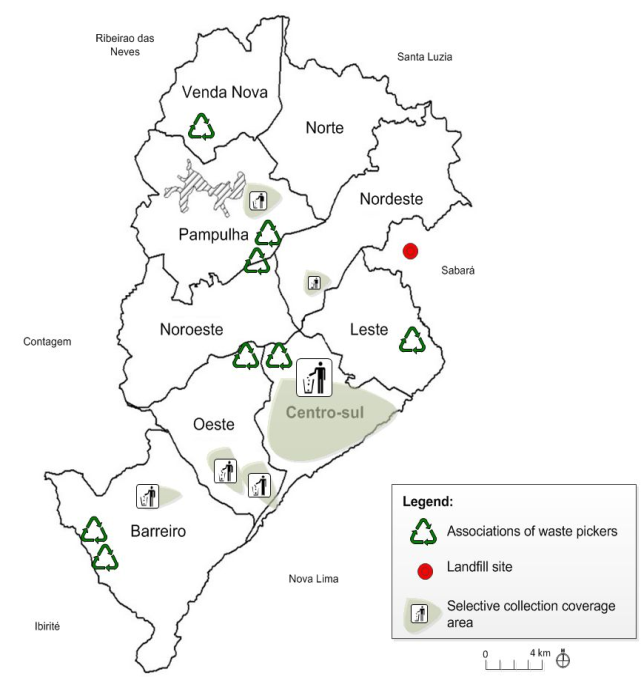 Ribeirao das
Neves
Santa Luzia
Venda Nova
Norte
Nordeste
Pampulha
Sabará
Noroeste
Leste
Contagem
Centro-sul
Oeste
Barreiro
Nova Lima
Ibirité
Legend:
Associations of waste pickers
Landfill site
Selective collection coverage
area
0 4 km
N